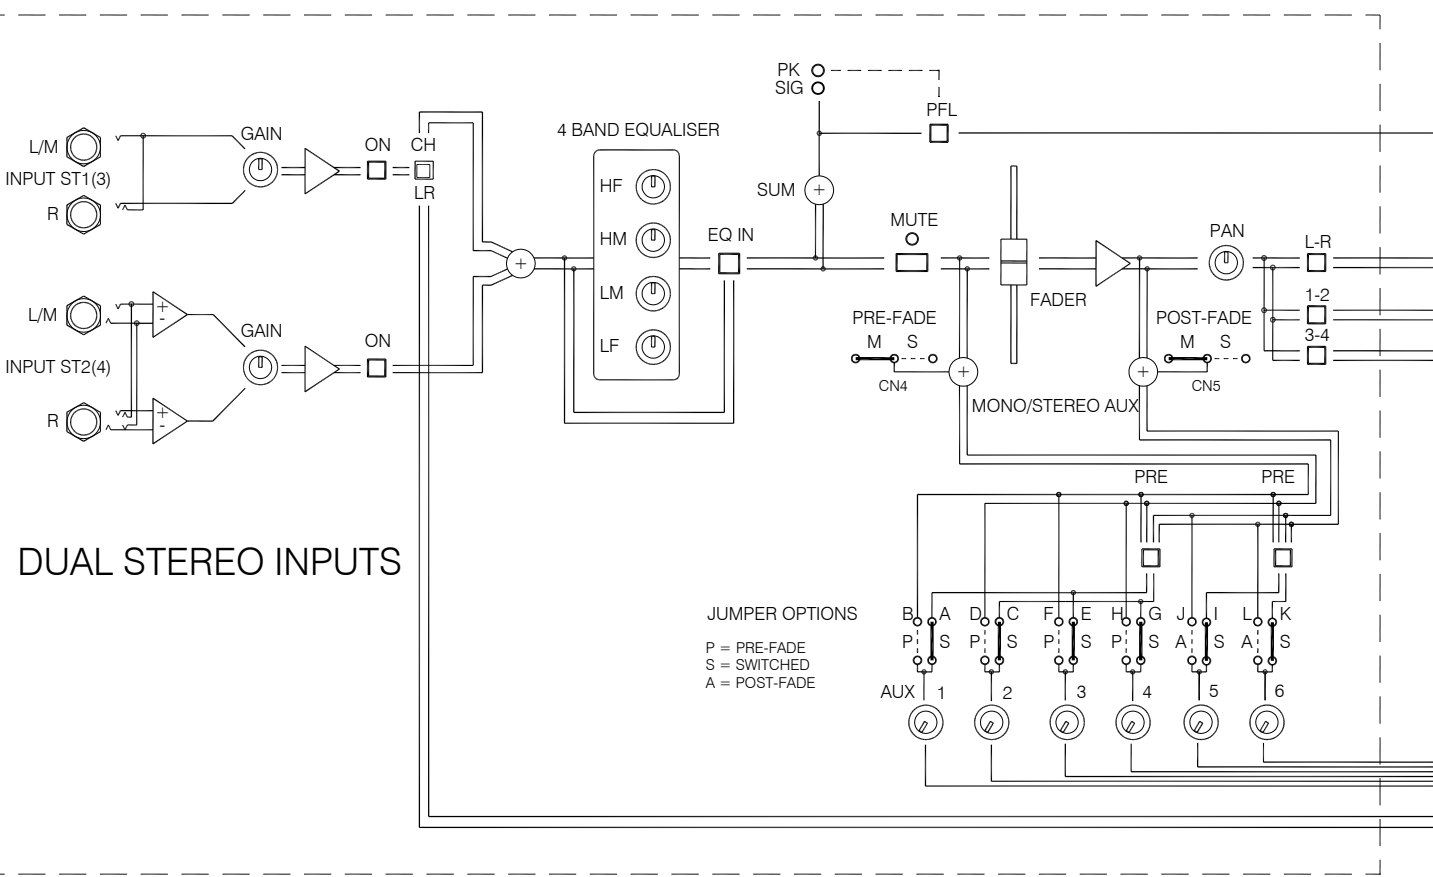 PK
SIG
PFL
L/M
INPUT ST1(3)
R
GAIN
ON
CH
LR
4 BAND EQUALISER
HF
HM
LM
LF
EQ IN
SUM
MUTE
FADER
PAN
L-R
1-2
3-4
PRE-FADE
M S
CN4
POST-FADE
M S
CN5
MONO/STEREO AUX
L/M
INPUT ST2(4)
R
+
-
+
-
GAIN
ON
+
+
+
+
PRE PRE
DUAL STEREO INPUTS
JUMPER OPTIONS
P = PRE-FADE
S = SWITCHED
A = POST-FADE
B A D C F E H G J I L K
P S P S P S P S A S A S
AUX 1 2 3 4 5 6